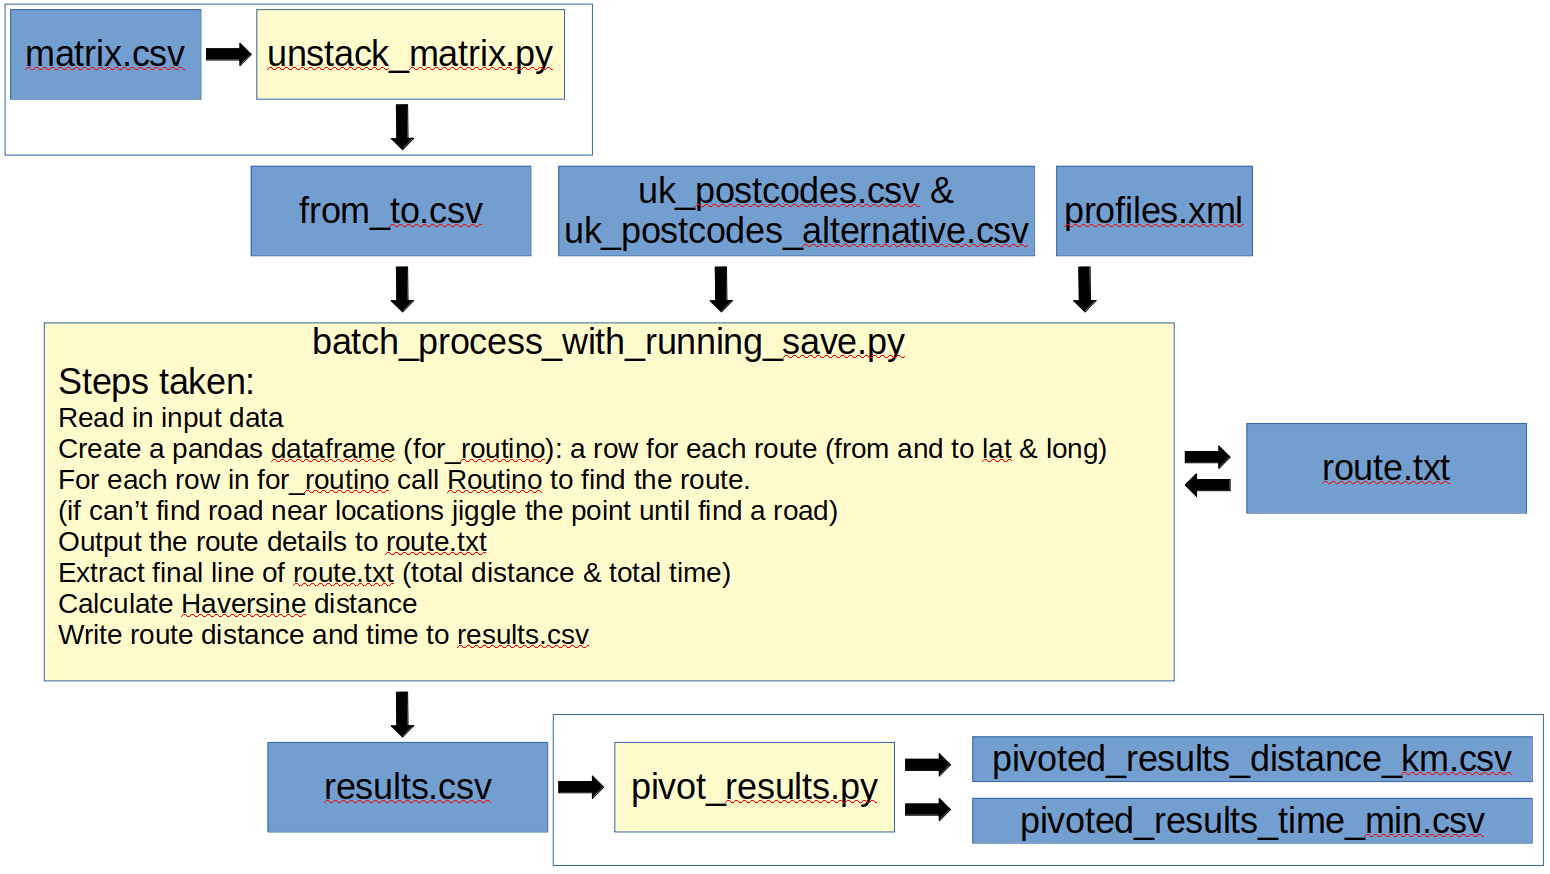 matrix.csv
unstack_matrix.py
from_to.csv
uk_postcodes.csv &
uk_postcodes_alternative.csv
profiles.xml
batch_process_with_running_save.py
Steps taken:
Read in input data
Create a pandas dataframe (for_routino): a row for each route (from and to lat & long)
For each row in for_routino call Routino to find the route.
(if can’t find road near locations jiggle the point until find a road)
Output the route details to route.txt
Extract final line of route.txt (total distance & total time)
Calculate Haversine distance
Write route distance and time to results.csv
route.txt
results.csv
pivot_results.py
pivoted_results_distance_km.csv
pivoted_results_time_min.csv